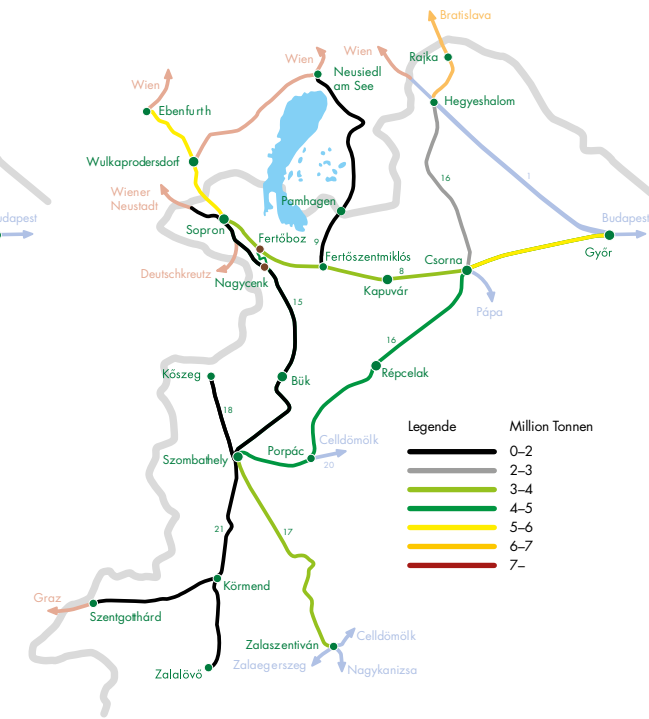 Bratislava
Wien
Wien
Rajka
Neusiedl
am See
Wien
Ebenfurth
Hegyeshalom
Wulkaprodersdorf
16
1
Wiener
Neustadt
Pamhagen
udapest
Budapest
Sopron
Fertőboz
9
Fertőszentmiklós
Csorna
Győr
Deutschkreutz
Nagycenk
8
Kapuvár
15
Pápa
16
Kőszeg
Bük
Répcelak
18
Legende
Million Tonnen
Celldömölk
Porpác
20
Szombathely
0–2
2–3
3–4
4–5
5–6
6–7
7–
21
17
Körmend
Graz
Szentgotthárd
Zalaszentiván
Celldömölk
Zalaegerszeg
Nagykanizsa
Zalalövő